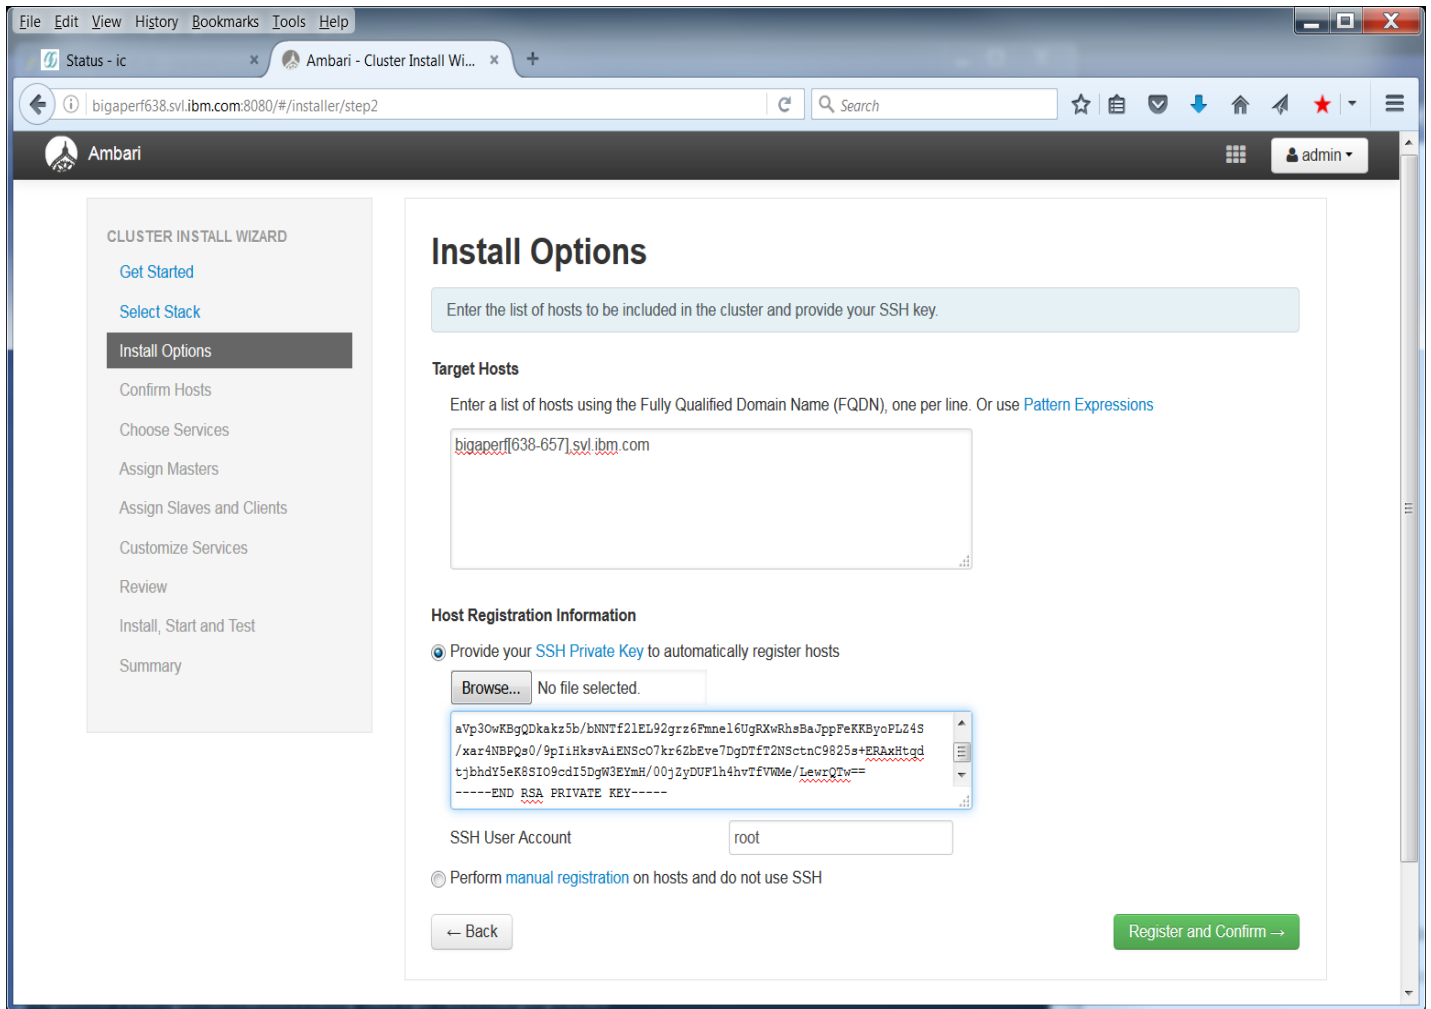 File Edit View History Bookmarks Tools Help
Status - ic × Ambari - Cluster Install Wi... × +
bigaperf638.svl.ibm.com:8080/#/installer/step2 Search
Ambari admin
CLUSTER INSTALL WIZARD
Get Started
Select Stack
Install Options
Confirm Hosts
Choose Services
Assign Masters
Assign Slaves and Clients
Customize Services
Review
Install, Start and Test
Summary
Install Options
Enter the list of hosts to be included in the cluster and provide your SSH key.
Target Hosts
Enter a list of hosts using the Fully Qualified Domain Name (FQDN), one per line. Or use Pattern Expressions
bigaperf[638-657].svl.ibm.com
Host Registration Information
Provide your SSH Private Key to automatically register hosts
Browse... No file selected.
aVp3OwKBgQDkakz5b/bNNTf2lEL92grz6Fmnel6UgRXwRhsBaJppFeKKByoPLZ4S
/xar4NBPQs0/9pIiHksvAiENScO7kr6ZbEve7DgDTfT2NSctnC9825s+ERAxHtqd
tjbhdY5eK8SIO9cdI5DgW3EYmH/00jZyDUF1h4hvTfVWMe/LewrQTw==
-----END RSA PRIVATE KEY-----
SSH User Account root
Perform manual registration on hosts and do not use SSH
← Back Register and Confirm →